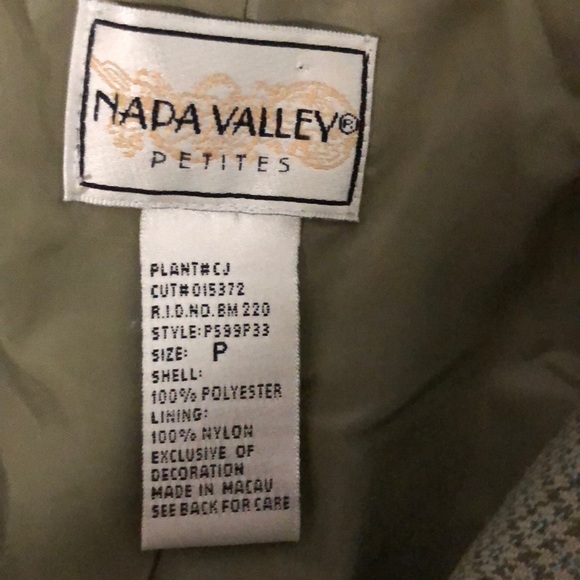 NADA VALLEY®
PETITES
PLANT#CJ
CUT#015372
R.I.D.NO.BM 220
STYLE:P599P33
SIZE: P
SHELL:
100% POLYESTER
LINING:
100% NYLON
EXCLUSIVE OF
DECORATION
MADE IN MACAU
SEE BACK FOR CARE